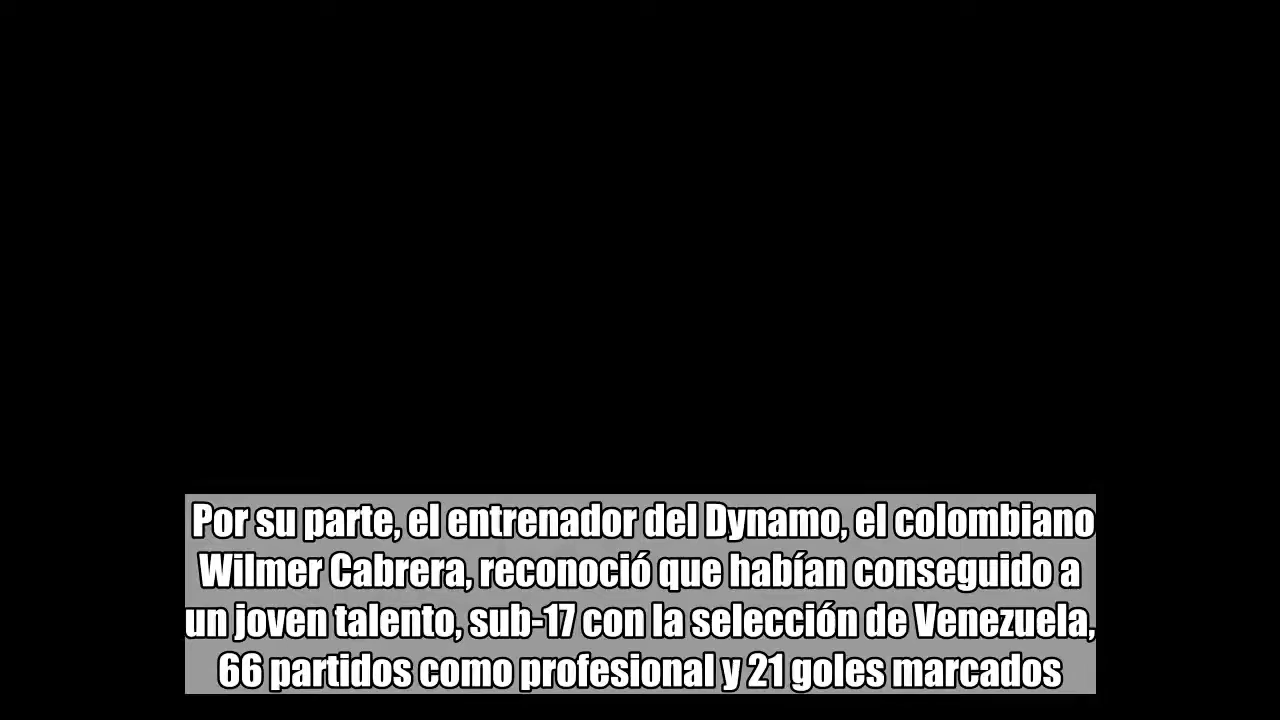 Por su parte, el entrenador del Dynamo, el colombiano
Wilmer Cabrera, reconoció que habían conseguido a
un joven talento, sub-17 con la selección de Venezuela,
66 partidos como profesional y 21 goles marcados